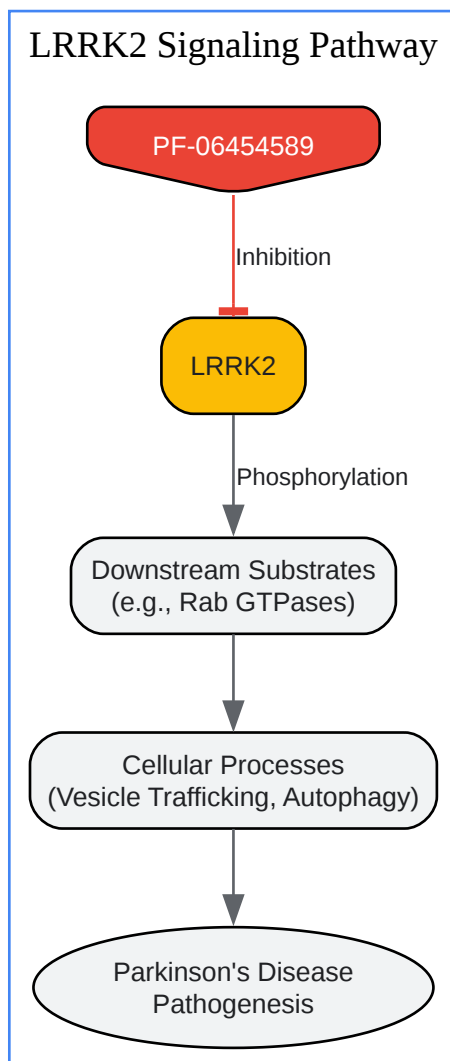 LRRK2 Signaling Pathway
PF-06454589
Inhibition
LRRK2
Phosphorylation
Downstream Substrates
(e.g., Rab GTPases)
Cellular Processes
(Vesicle Trafficking, Autophagy)
Parkinson's Disease
Pathogenesis